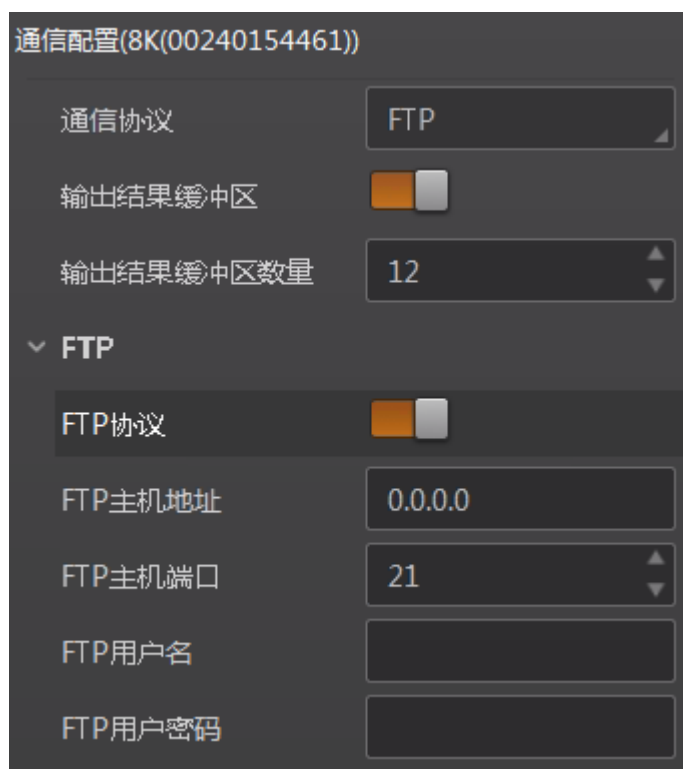 通信配置(8K(00240154461))
通信协议 FTP
输出结果缓冲区
输出结果缓冲区数量 12
FTP
FTP协议
FTP主机地址 0.0.0.0
FTP主机端口 21
FTP用户名
FTP用户密码